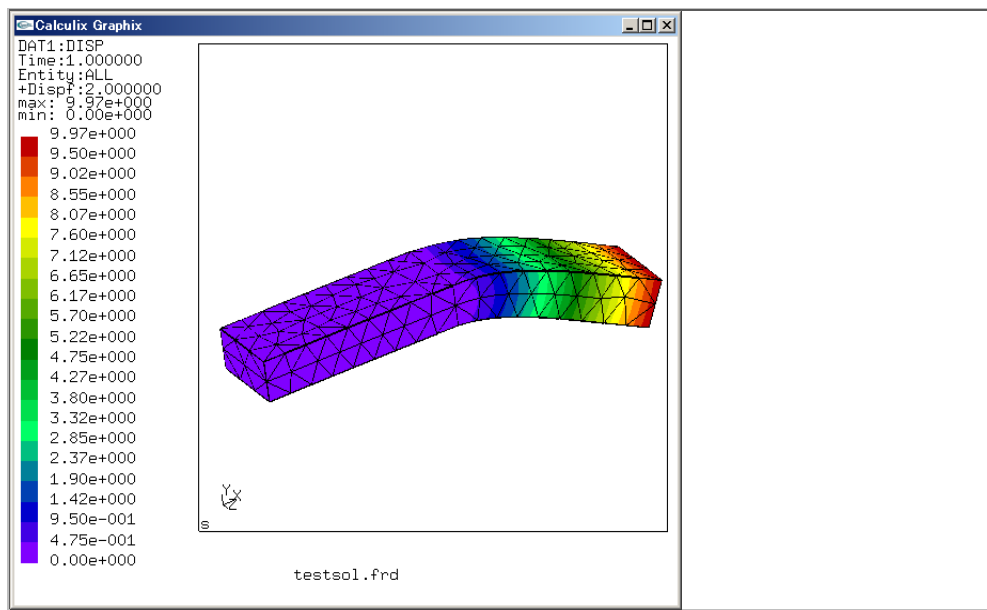 Calculix Graphix
DAT1:DISP
Time:1.000000
Entity:ALL
+Dispf:2.000000
max: 9.97e+000
min: 0.00e+000
9.97e+000
9.50e+000
9.02e+000
8.55e+000
8.07e+000
7.60e+000
7.12e+000
6.65e+000
6.17e+000
5.70e+000
5.22e+000
4.75e+000
4.27e+000
3.80e+000
3.32e+000
2.85e+000
2.37e+000
1.90e+000
1.42e+000
9.50e-001
4.75e-001
0.00e+000
Y
X
Z
s
testsol.frd